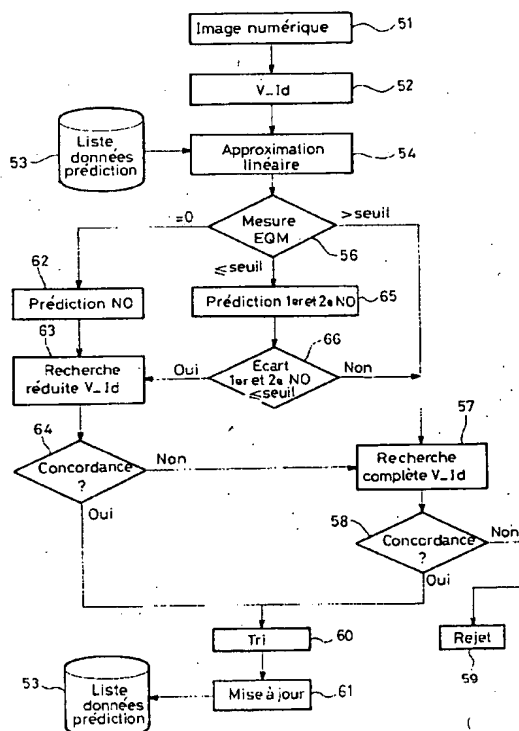 Image numérique
51
V_Id
52
53
Liste
données
prédiction
Approximation
linéaire
54
=0
Mesure
EQM
>seuil
56
≤seuil
62
Prédiction NO
Prédiction 1er et 2e NO
65
63
Recherche
réduite V_Id
Oui
66
Ecart
1er et 2e NO
≤seuil
Non
64
Concordance
?
Non
Oui
57
Recherche
complète V_Id
58
Concordance
?
Non
Oui
Tri
60
Rejet
59
53
Liste
données
prédiction
Mise à jour
61